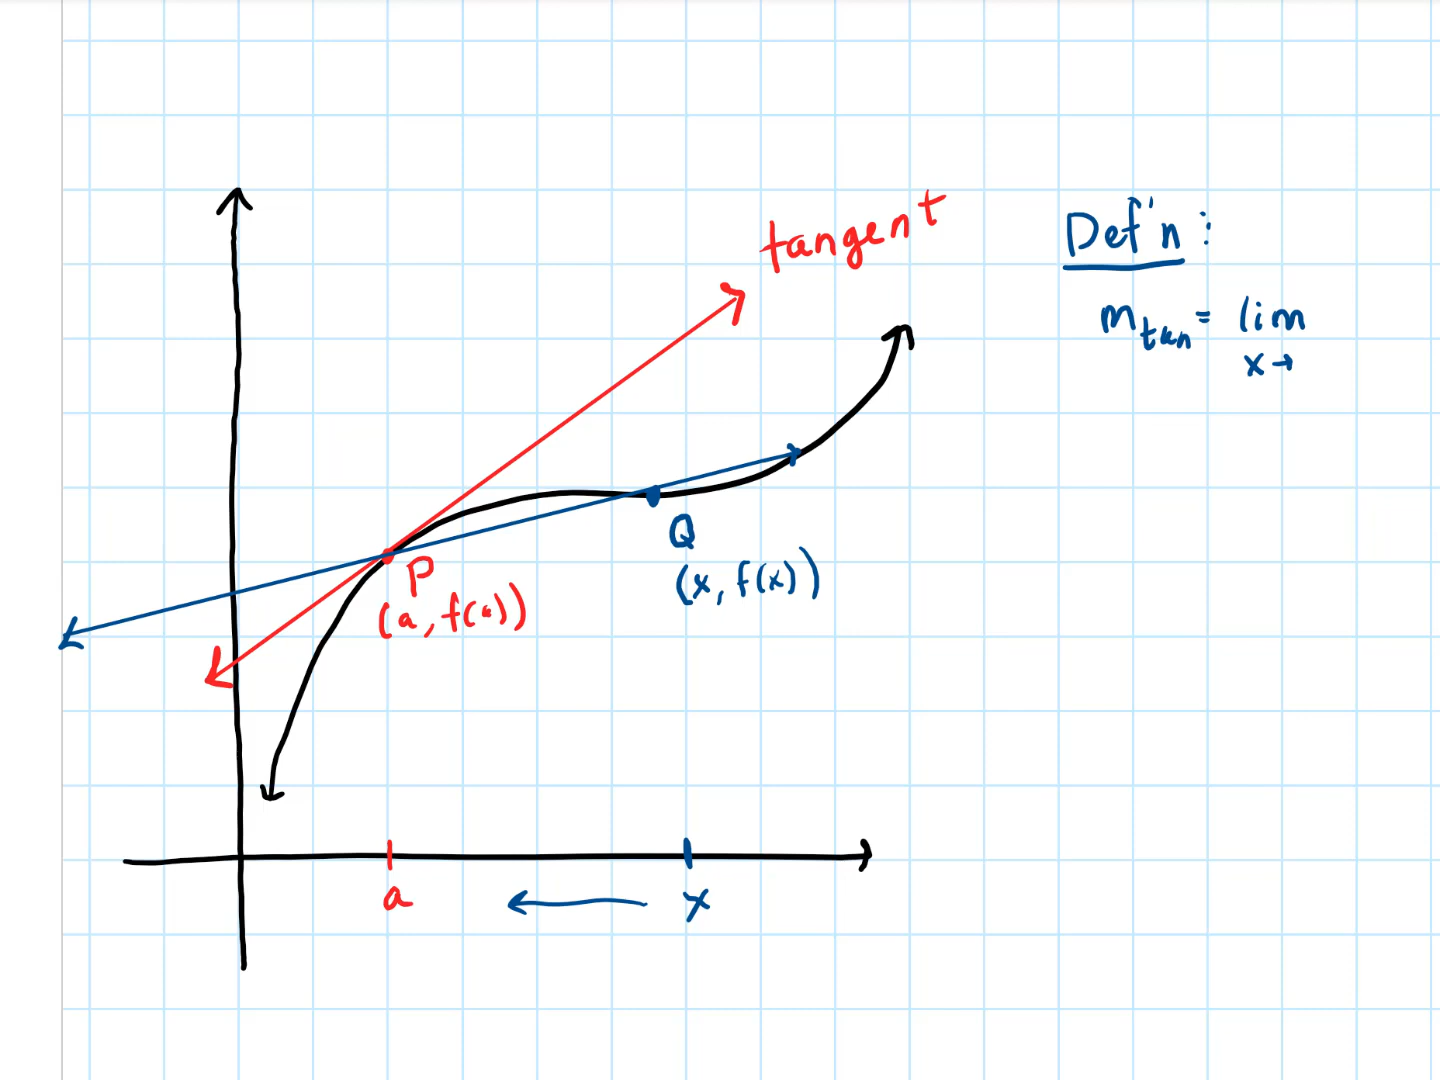 tangent
Def'n:
m_tan = lim
x→
P
(a, f(a))
Q
(x, f(x))
a
x